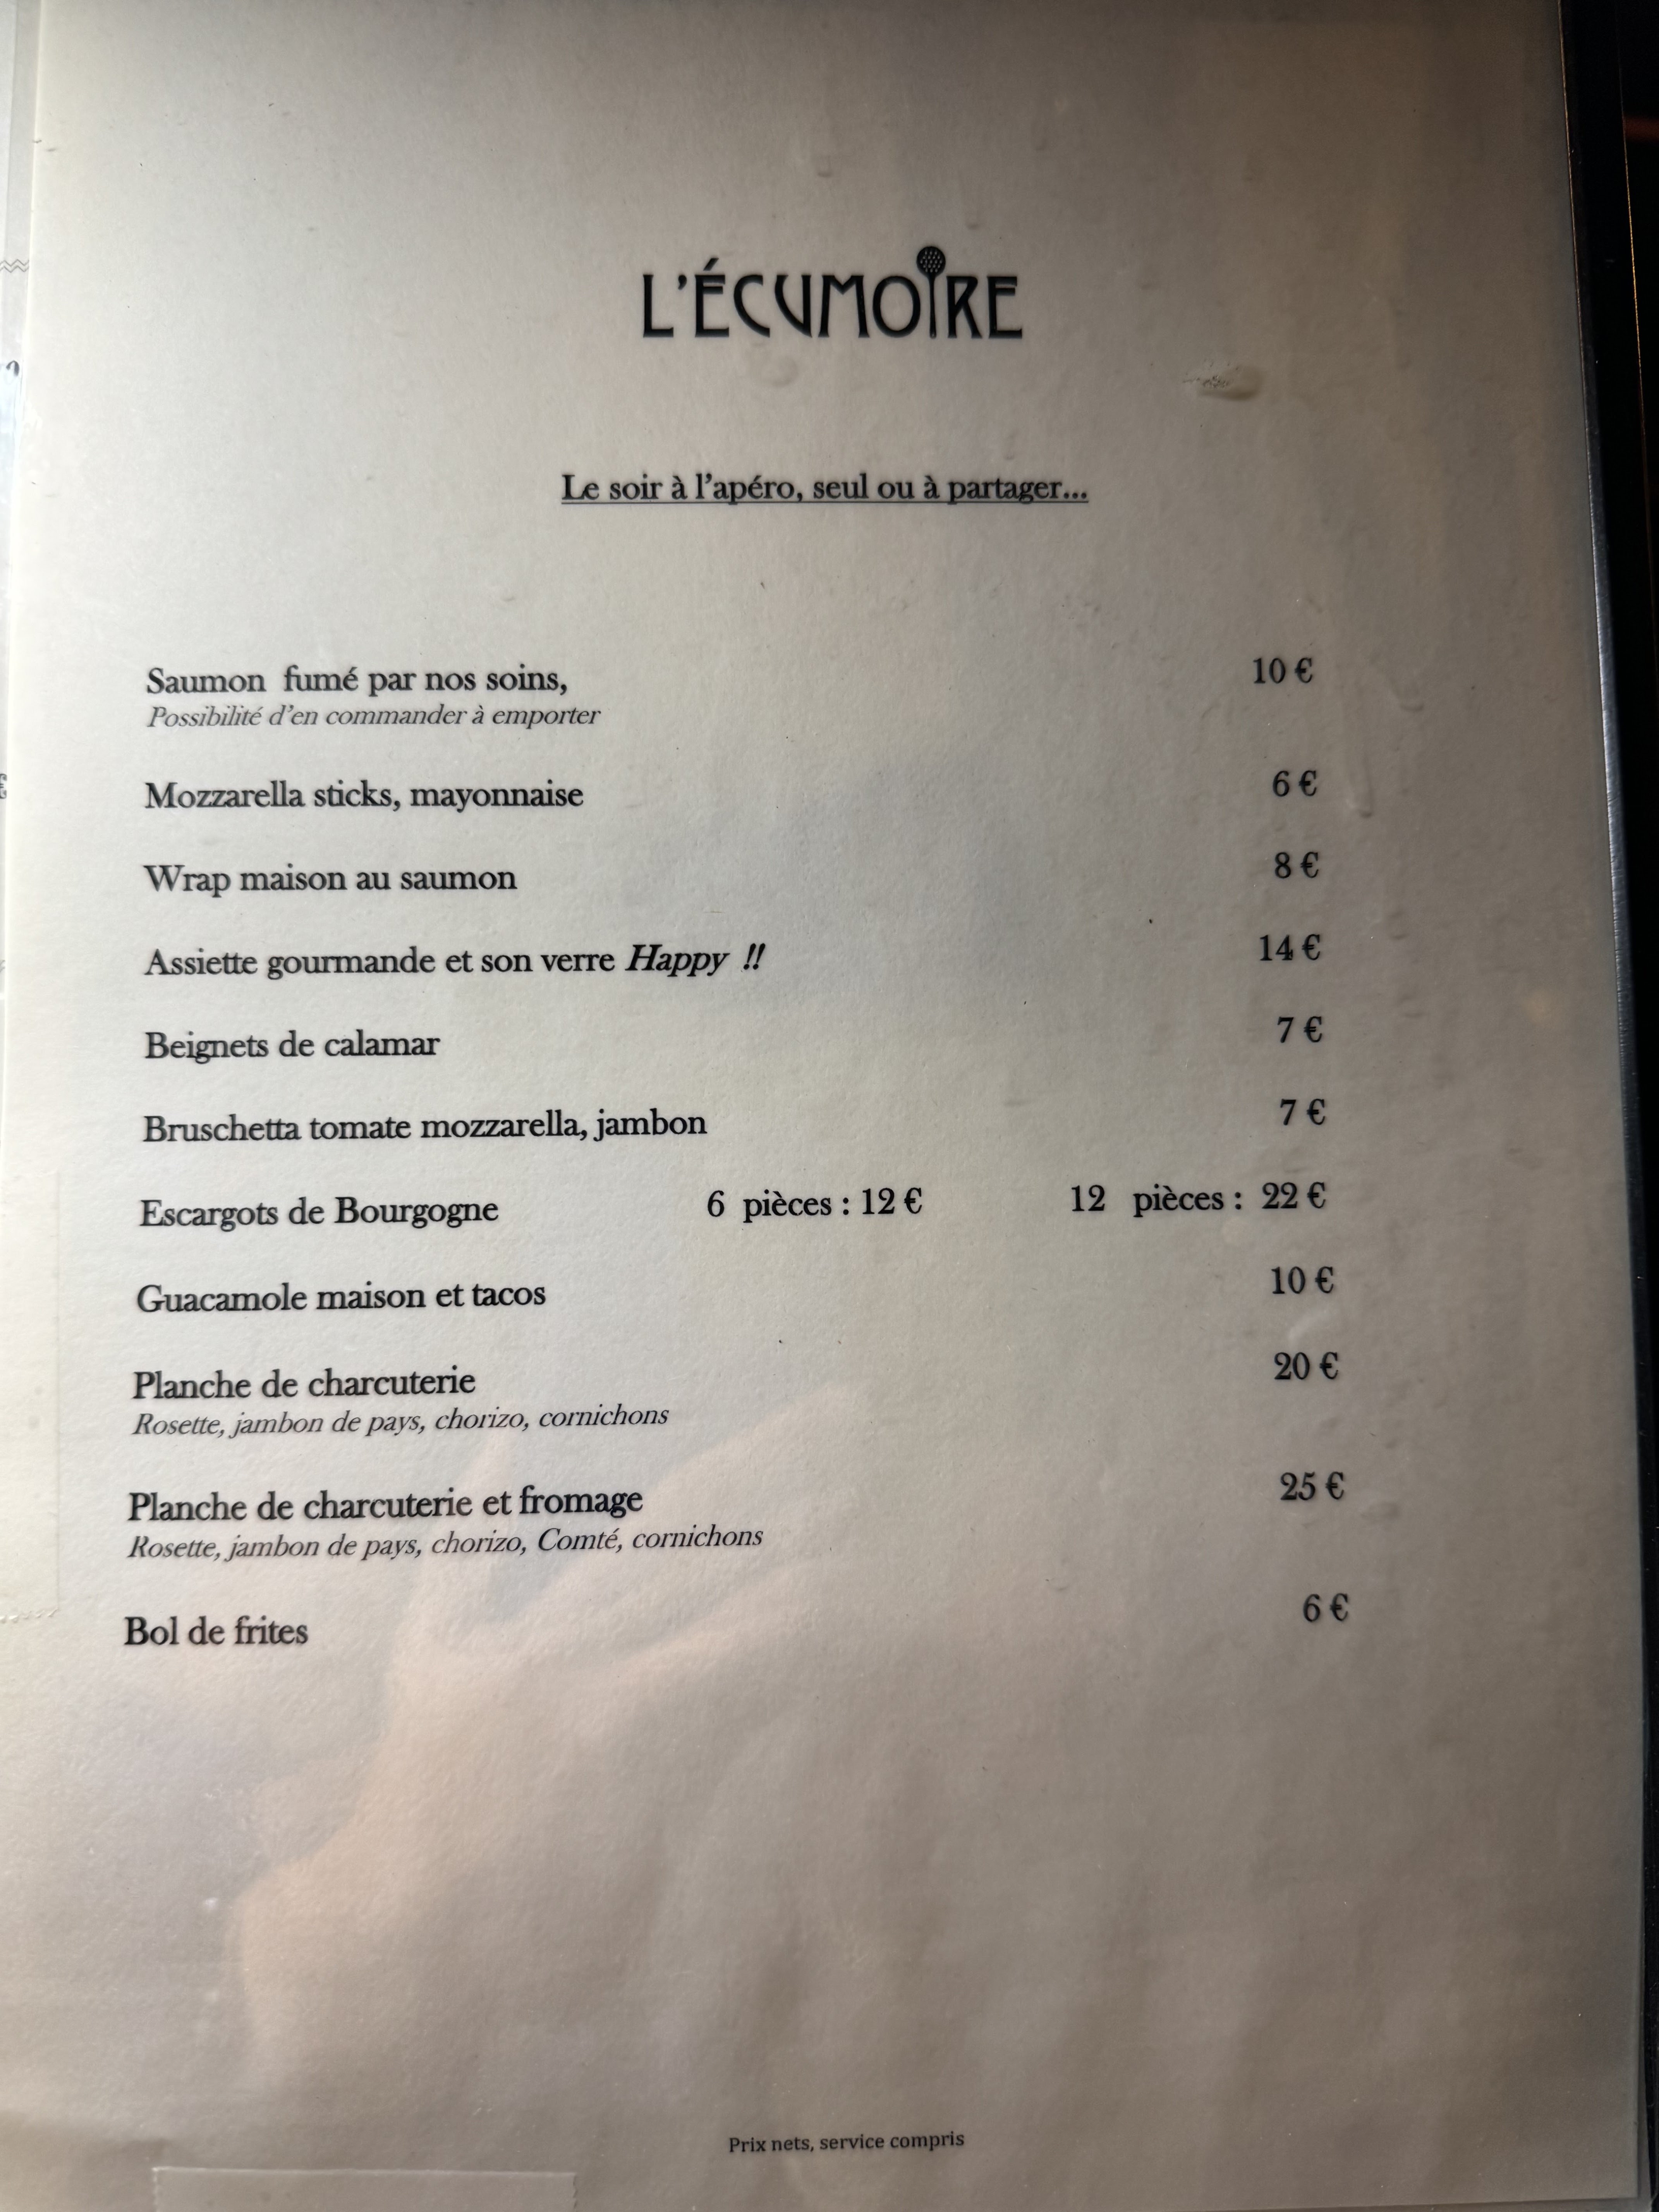 L'ÉCUMOIRE
Le soir à l'apéro, seul ou à partager...
Saumon fumé par nos soins, 10 €
Possibilité d'en commander à emporter
Mozzarella sticks, mayonnaise 6 €
Wrap maison au saumon 8 €
Assiette gourmande et son verre Happy !! 14 €
Beignets de calamar 7 €
Bruschetta tomate mozzarella, jambon 7 €
Escargots de Bourgogne 6 pièces : 12 € 12 pièces : 22 €
Guacamole maison et tacos 10 €
Planche de charcuterie 20 €
Rosette, jambon de pays, chorizo, cornichons
Planche de charcuterie et fromage 25 €
Rosette, jambon de pays, chorizo, Comté, cornichons
Bol de frites 6 €
Prix nets, service compris